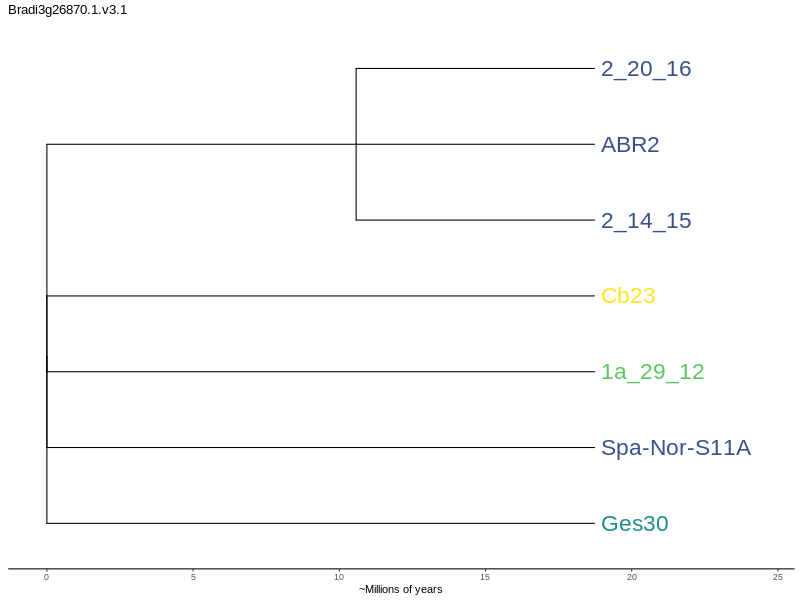 Bradi3g26870.1.v3.1
2_20_16
ABR2
2_14_15
Cb23
1a_29_12
Spa-Nor-S11A
Ges30
0 5 10 15 20 25
~Millions of years